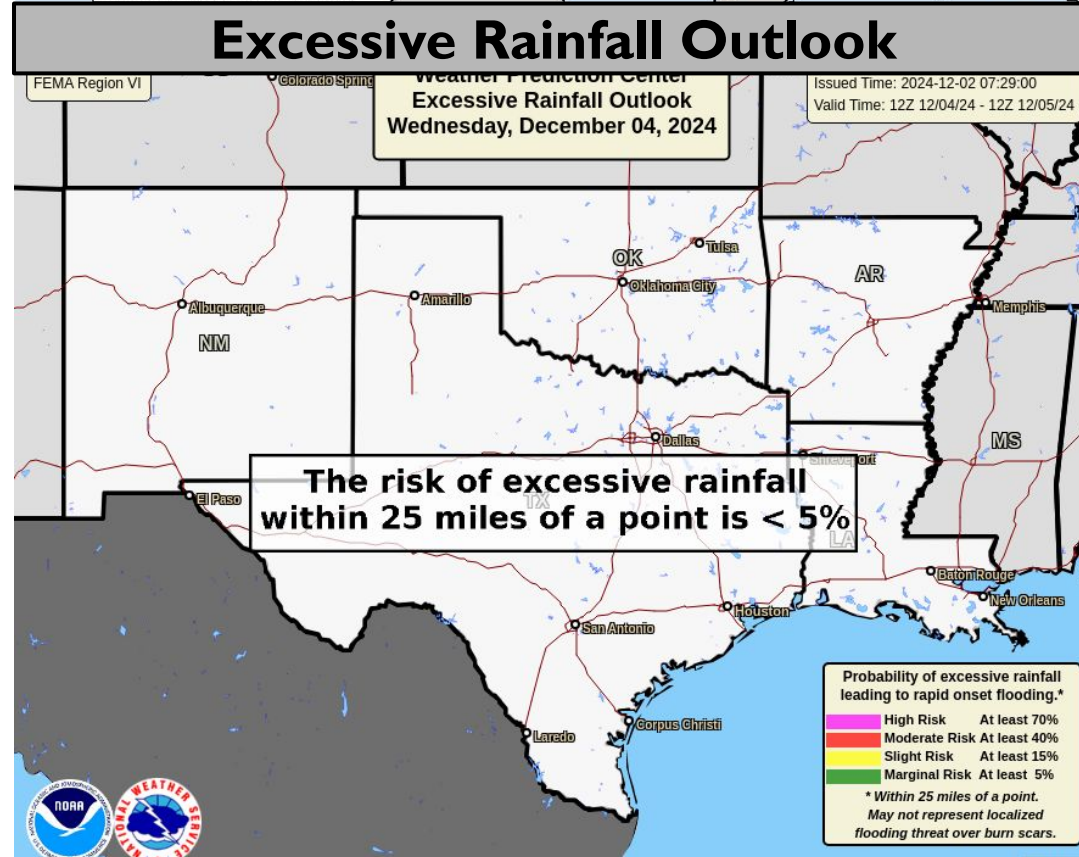 Excessive Rainfall Outlook
FEMA Region VI
Colorado Spring
Weather Prediction Center
Excessive Rainfall Outlook
Wednesday, December 04, 2024
Issued Time: 2024-12-02 07:29:00
Valid Time: 12Z 12/04/24 - 12Z 12/05/24
Tulsa
OK
Oklahoma City
AR
Albuquerque
Amarillo
Memphis
NM
Dallas
MS
Shreveport
The risk of excessive rainfall
within 25 miles of a point is < 5%
El Paso
TX
LA
Baton Rouge
New Orleans
Houston
San Antonio
Corpus Christi
Laredo
Probability of excessive rainfall
leading to rapid onset flooding.*
High Risk At least 70%
Moderate Risk At least 40%
Slight Risk At least 15%
Marginal Risk At least 5%
* Within 25 miles of a point.
May not represent localized
flooding threat over burn scars.
NOAA
NATIONAL WEATHER SERVICE